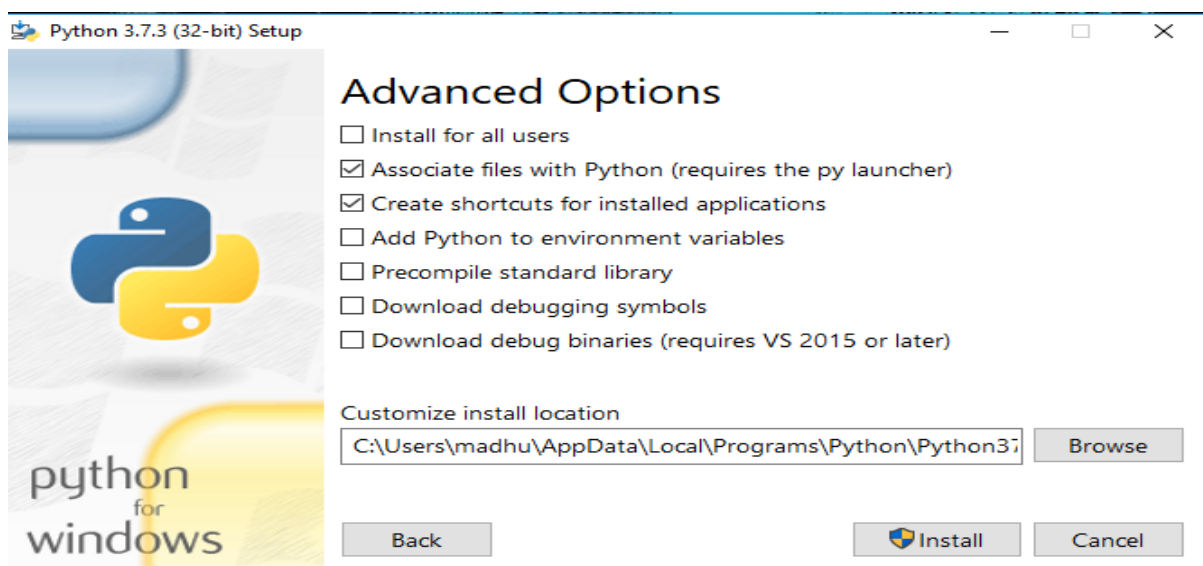 Python 3.7.3 (32-bit) Setup
Advanced Options
Install for all users
Associate files with Python (requires the py launcher)
Create shortcuts for installed applications
Add Python to environment variables
Precompile standard library
Download debugging symbols
Download debug binaries (requires VS 2015 or later)
Customize install location
C:\Users\madhu\AppData\Local\Programs\Python\Python37
Browse
python
for
windows
Back
Install
Cancel